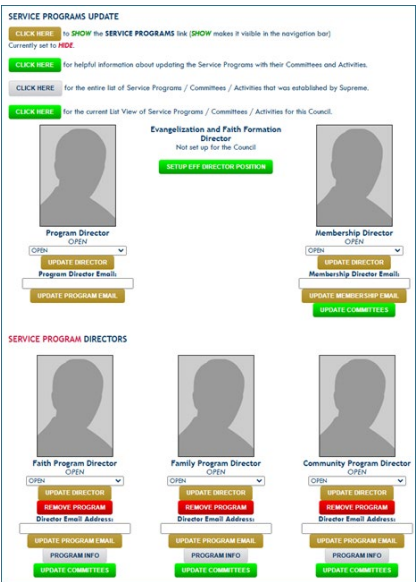 SERVICE PROGRAMS UPDATE
CLICK HERE to SHOW the SERVICE PROGRAMS link (SHOW makes it visible in the navigation bar)
Currently set to HIDE.
CLICK HERE for helpful information about updating the Service Programs with their Committees and Activities.
CLICK HERE for the entire list of Service Programs / Committees / Activities that was established by Supreme.
CLICK HERE for the current List View of Service Programs / Committees / Activities for this Council.
Evangelization and Faith Formation
Director
Not set up for the Council
SETUP EFF DIRECTOR POSITION
Program Director
OPEN
OPEN
UPDATE DIRECTOR
Program Director Email:
UPDATE PROGRAM EMAIL
Membership Director
OPEN
OPEN
UPDATE DIRECTOR
Membership Director Email:
UPDATE MEMBERSHIP EMAIL
UPDATE COMMITTEES
SERVICE PROGRAM DIRECTORS
Faith Program Director
OPEN
OPEN
UPDATE DIRECTOR
REMOVE PROGRAM
Director Email Address:
UPDATE PROGRAM EMAIL
PROGRAM INFO
UPDATE COMMITTEES
Family Program Director
OPEN
OPEN
UPDATE DIRECTOR
REMOVE PROGRAM
Director Email Address:
UPDATE PROGRAM EMAIL
PROGRAM INFO
UPDATE COMMITTEES
Community Program Director
OPEN
OPEN
UPDATE DIRECTOR
REMOVE PROGRAM
Director Email Address:
UPDATE PROGRAM EMAIL
PROGRAM INFO
UPDATE COMMITTEES